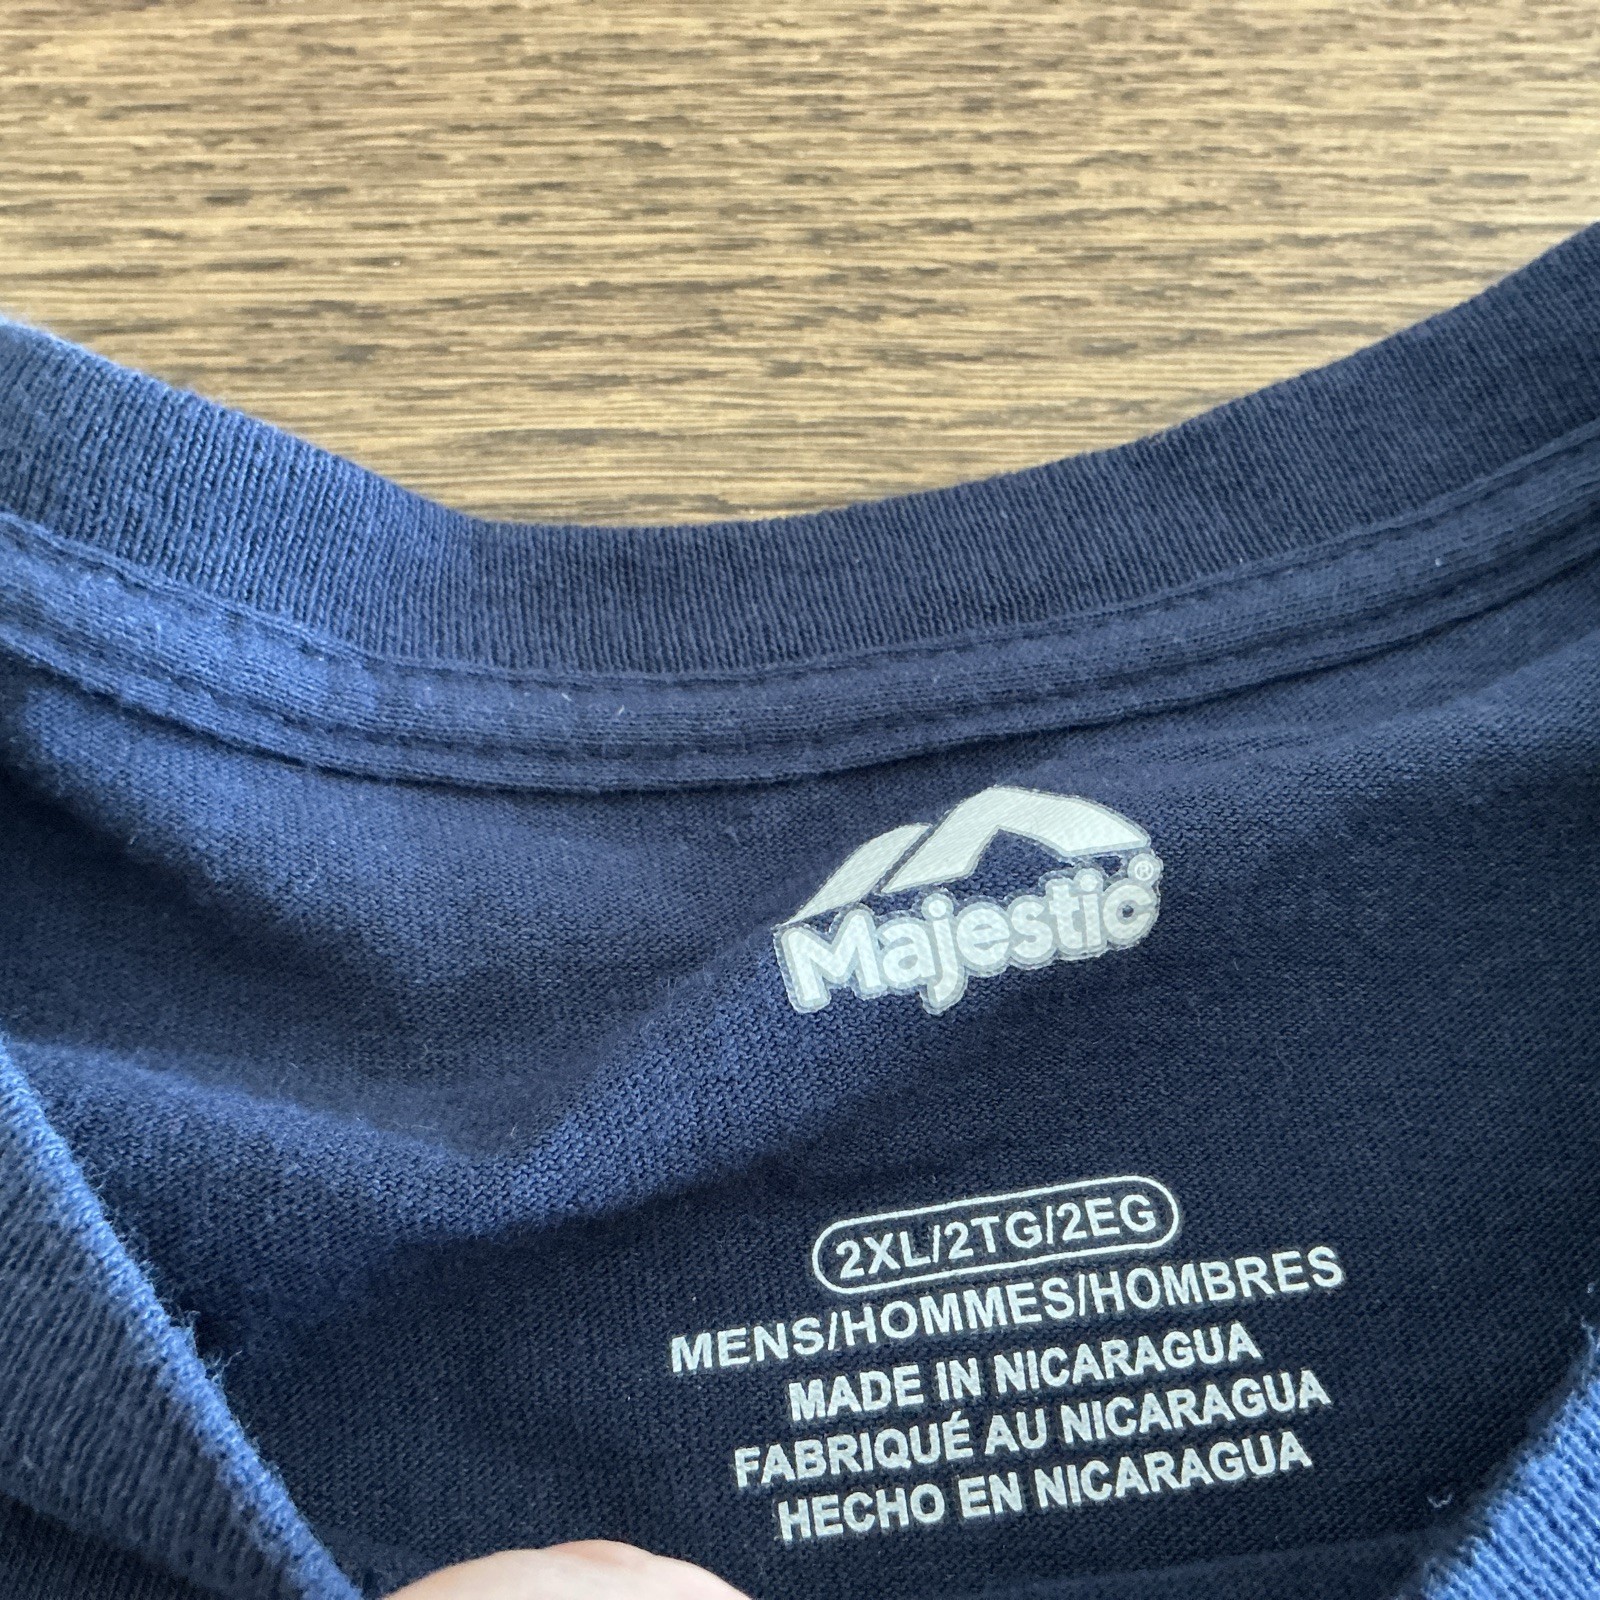 Majestic®
2XL/2TG/2EG
MENS/HOMMES/HOMBRES
MADE IN NICARAGUA
FABRIQUÉ AU NICARAGUA
HECHO EN NICARAGUA